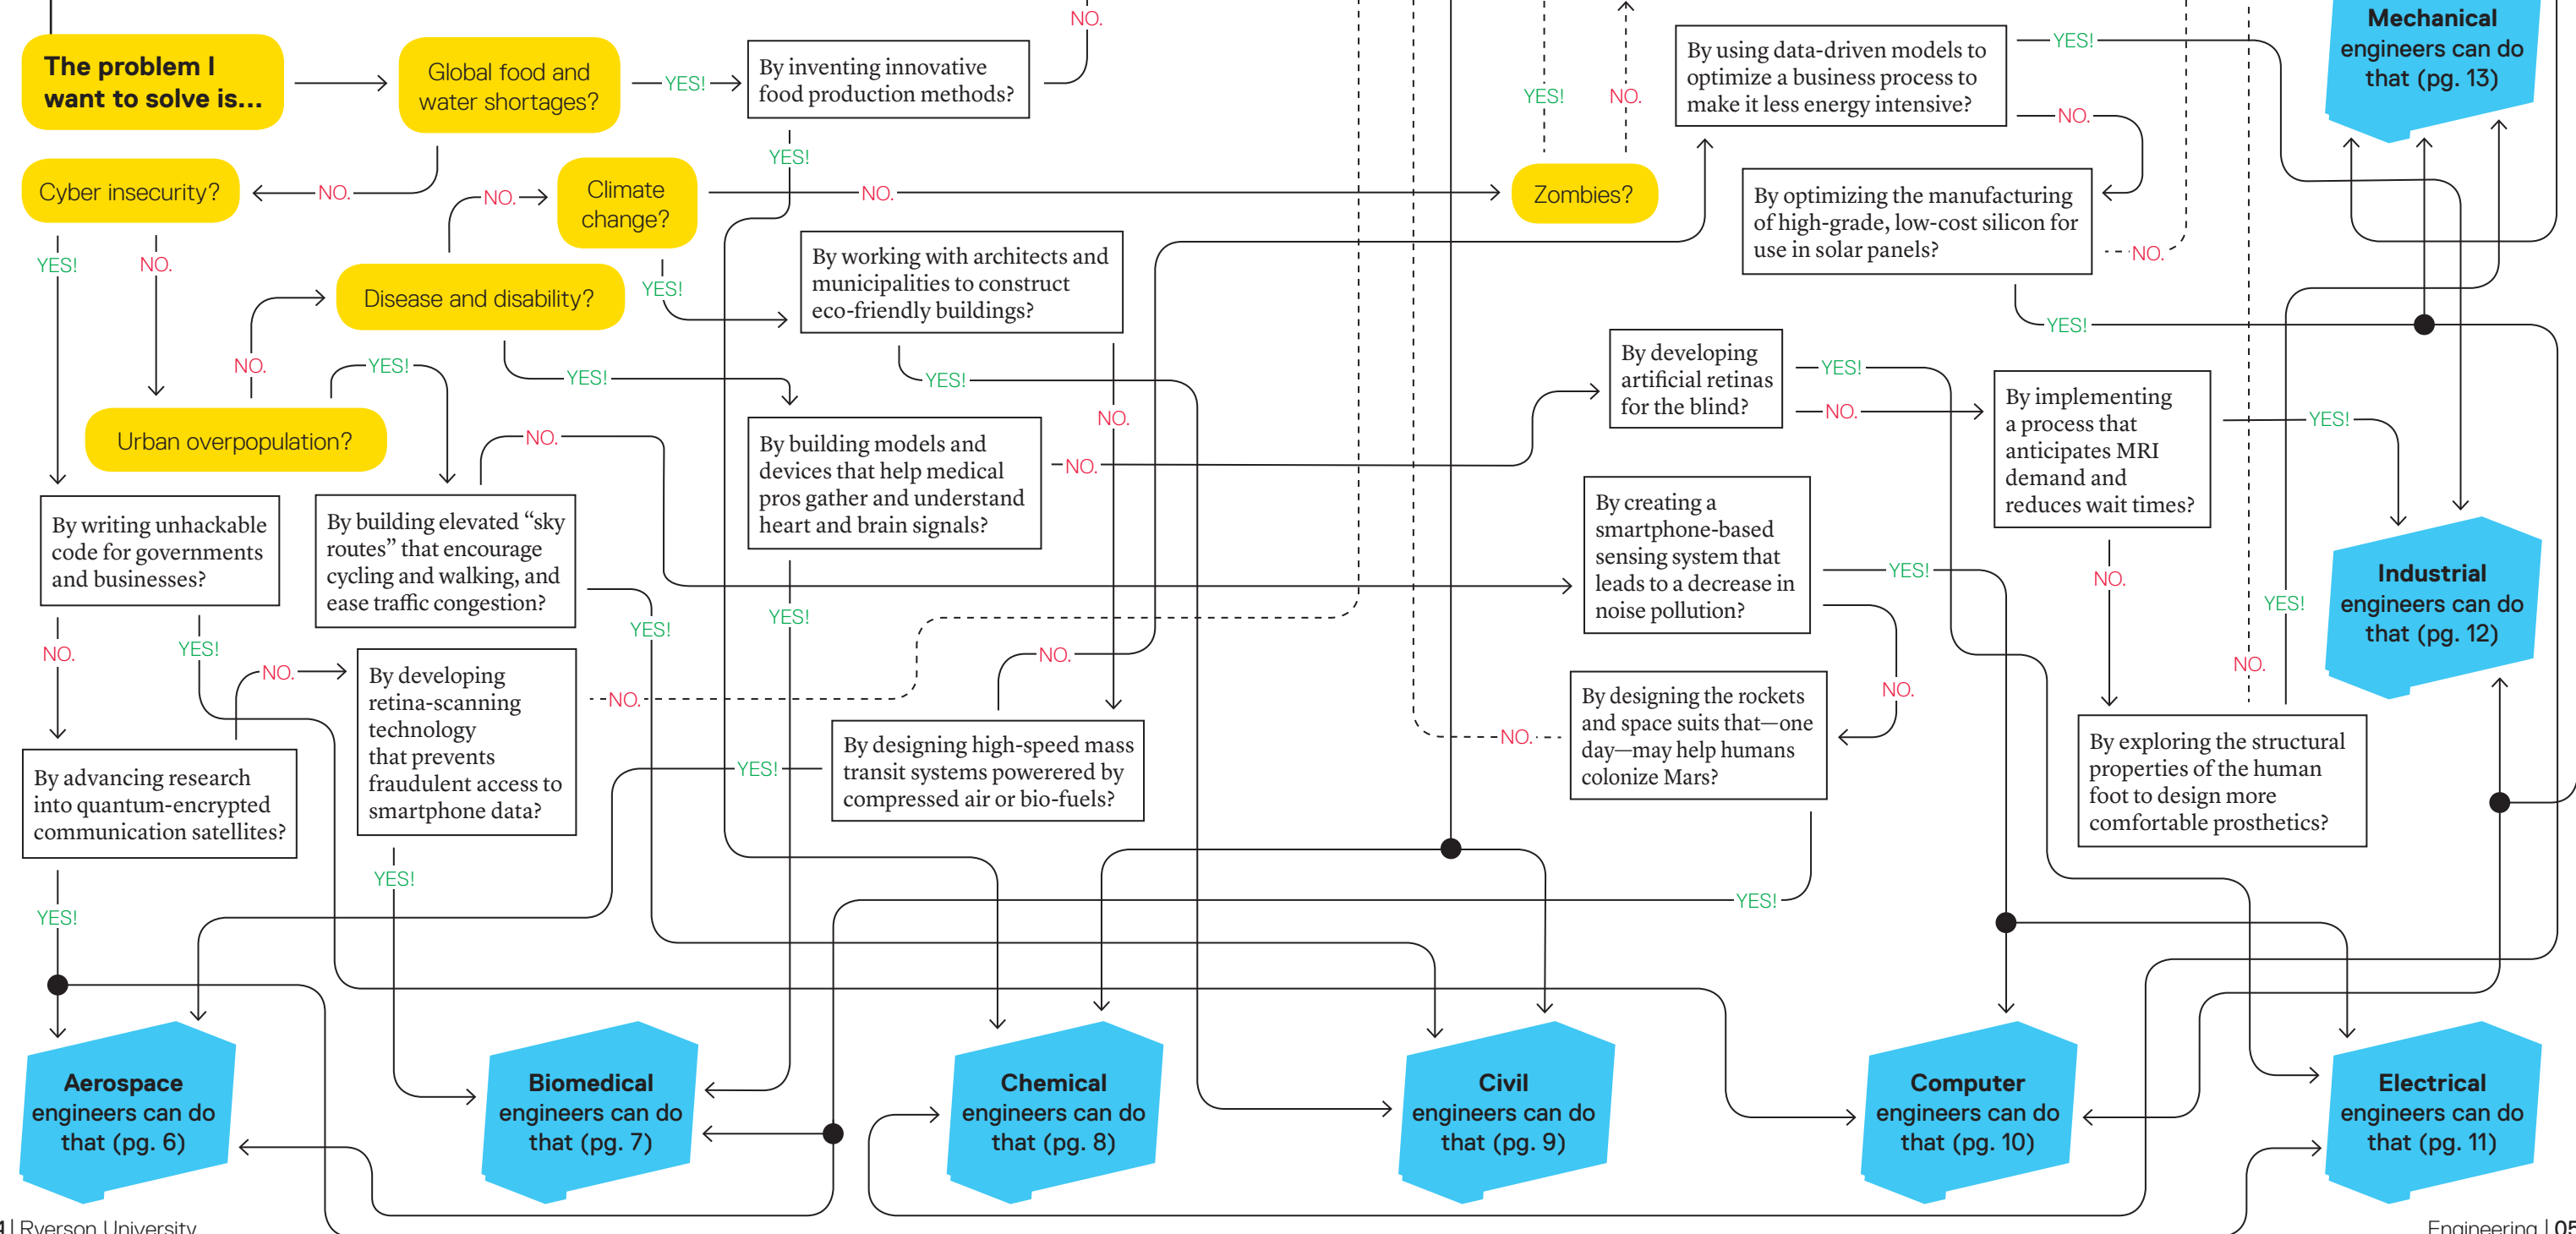 The problem I
want to solve is...
Global food and
water shortages?
YES!
By inventing innovative
food production methods?
NO.
YES!
NO.
Cyber insecurity?
NO.
Climate
change?
NO.
Zombies?
YES!
NO.
By using data-driven models to
optimize a business process to
make it less energy intensive?
YES!
NO.
Mechanical
engineers can do
that (pg. 13)
By optimizing the manufacturing
of high-grade, low-cost silicon for
use in solar panels?
NO.
YES!
YES!
NO.
Disease and disability?
YES!
By working with architects and
municipalities to construct
eco-friendly buildings?
YES!
NO.
NO.
YES!
YES!
Urban overpopulation?
NO.
By building models and
devices that help medical
pros gather and understand
heart and brain signals?
NO.
YES!
By developing
artificial retinas
for the blind?
YES!
NO.
By implementing
a process that
anticipates MRI
demand and
reduces wait times?
YES!
NO.
By writing unhackable
code for governments
and businesses?
NO.
YES!
By building elevated “sky
routes” that encourage
cycling and walking, and
ease traffic congestion?
YES!
By creating a
smartphone-based
sensing system that
leads to a decrease in
noise pollution?
YES!
NO.
Industrial
engineers can do
that (pg. 12)
YES!
NO.
NO.
By developing
retina-scanning
technology
that prevents
fraudulent access to
smartphone data?
NO.
YES!
NO.
YES!
By designing high-speed mass
transit systems powerered by
compressed air or bio-fuels?
By designing the rockets
and space suits that—one
day—may help humans
colonize Mars?
NO.
YES!
By exploring the structural
properties of the human
foot to design more
comfortable prosthetics?
By advancing research
into quantum-encrypted
communication satellites?
YES!
Aerospace
engineers can do
that (pg. 6)
Biomedical
engineers can do
that (pg. 7)
Chemical
engineers can do
that (pg. 8)
Civil
engineers can do
that (pg. 9)
Computer
engineers can do
that (pg. 10)
Electrical
engineers can do
that (pg. 11)
4 | Ryerson University
Engineering | 05